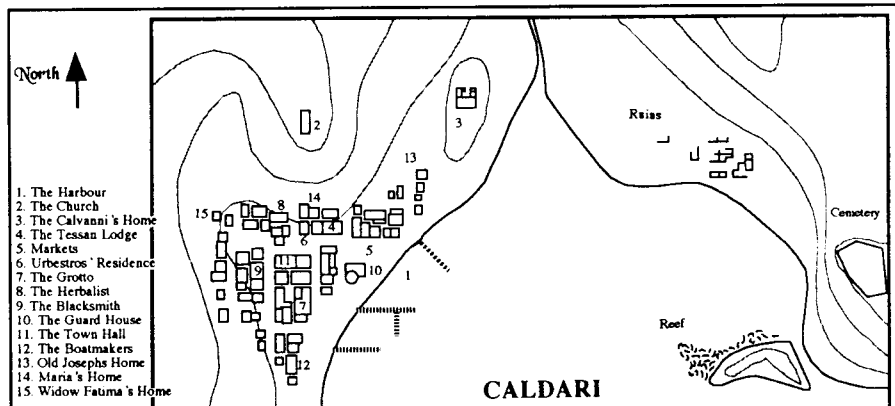 North
1. The Harbour
2. The Church
3. The Calvanni's Home
4. The Tessan Lodge
5. Markets
6. Urbestros' Residence
7. The Grotto
8. The Herbalist
9. The Blacksmith
10. The Guard House
11. The Town Hall
12. The Boatmakers
13. Old Josephs Home
14. Maria's Home
15. Widow Fatuma's Home
2
3
13
Ruins
15
8
14
6
4
5
Cemetery
9
11
10
1
7
Reef
12
CALDARI